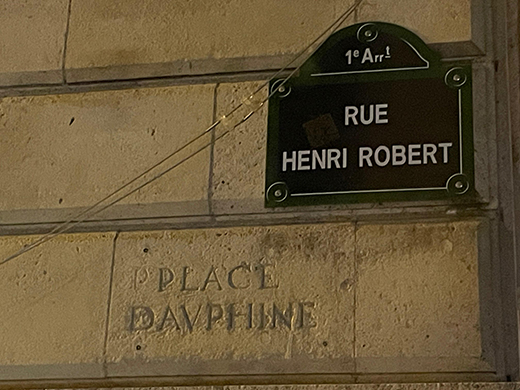 1ᵉ Arrᵗ
RUE
HENRI ROBERT
PLACE
DAVPHINE